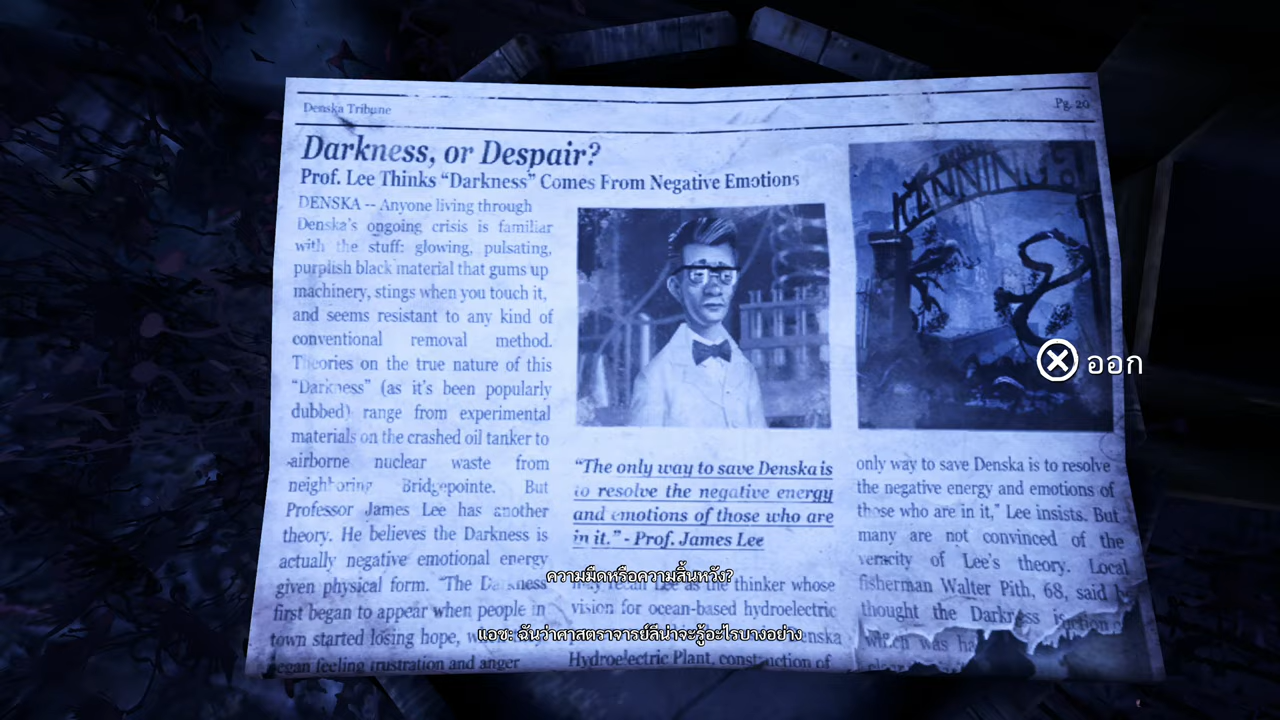 Denska Tribune
Pg. 20
Darkness, or Despair?
Prof. Lee Thinks “Darkness” Comes From Negative Emotions
DENSKA -- Anyone living through
Denska's ongoing crisis is familiar
with the stuff: glowing, pulsating,
purplish black material that gums up
machinery, stings when you touch it,
and seems resistant to any kind of
conventional removal method.
Theories on the true nature of this
“Darkness” (as it's been popularly
dubbed) range from experimental
materials on the crashed oil tanker to
airborne nuclear waste from
neighboring Bridgepointe. But
Professor James Lee has another
theory. He believes the Darkness is
actually negative emotional energy
given physical form. “The Darkness
first began to appear when people in
town started losing hope, w
began feeling frustration and anger
“The only way to save Denska is
to resolve the negative energy
and emotions of those who are
in it.” - Prof. James Lee
may recall Lee as the thinker whose
vision for ocean-based hydroelectric
enska
Hydroelectric Plant, construction of
CANNING
only way to save Denska is to resolve
the negative energy and emotions of
those who are in it,” Lee insists. But
many are not convinced of the
veracity of Lee's theory. Local
fisherman Walter Pith, 68, said
thought the Darkness is
which was ha
ออก
ความมืดหรือความสิ้นหวัง?
แอช: ฉันว่าศาสตราจารย์ลีน่าจะรู้อะไรบางอย่าง